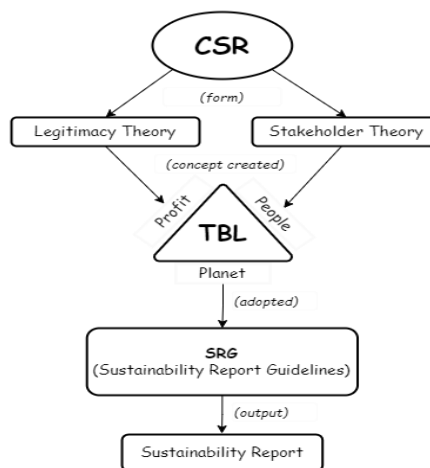 CSR
(form)
Legitimacy Theory
Stakeholder Theory
(concept created)
Profit
People
TBL
Planet
(adopted)
SRG
(Sustainability Report Guidelines)
(output)
Sustainability Report